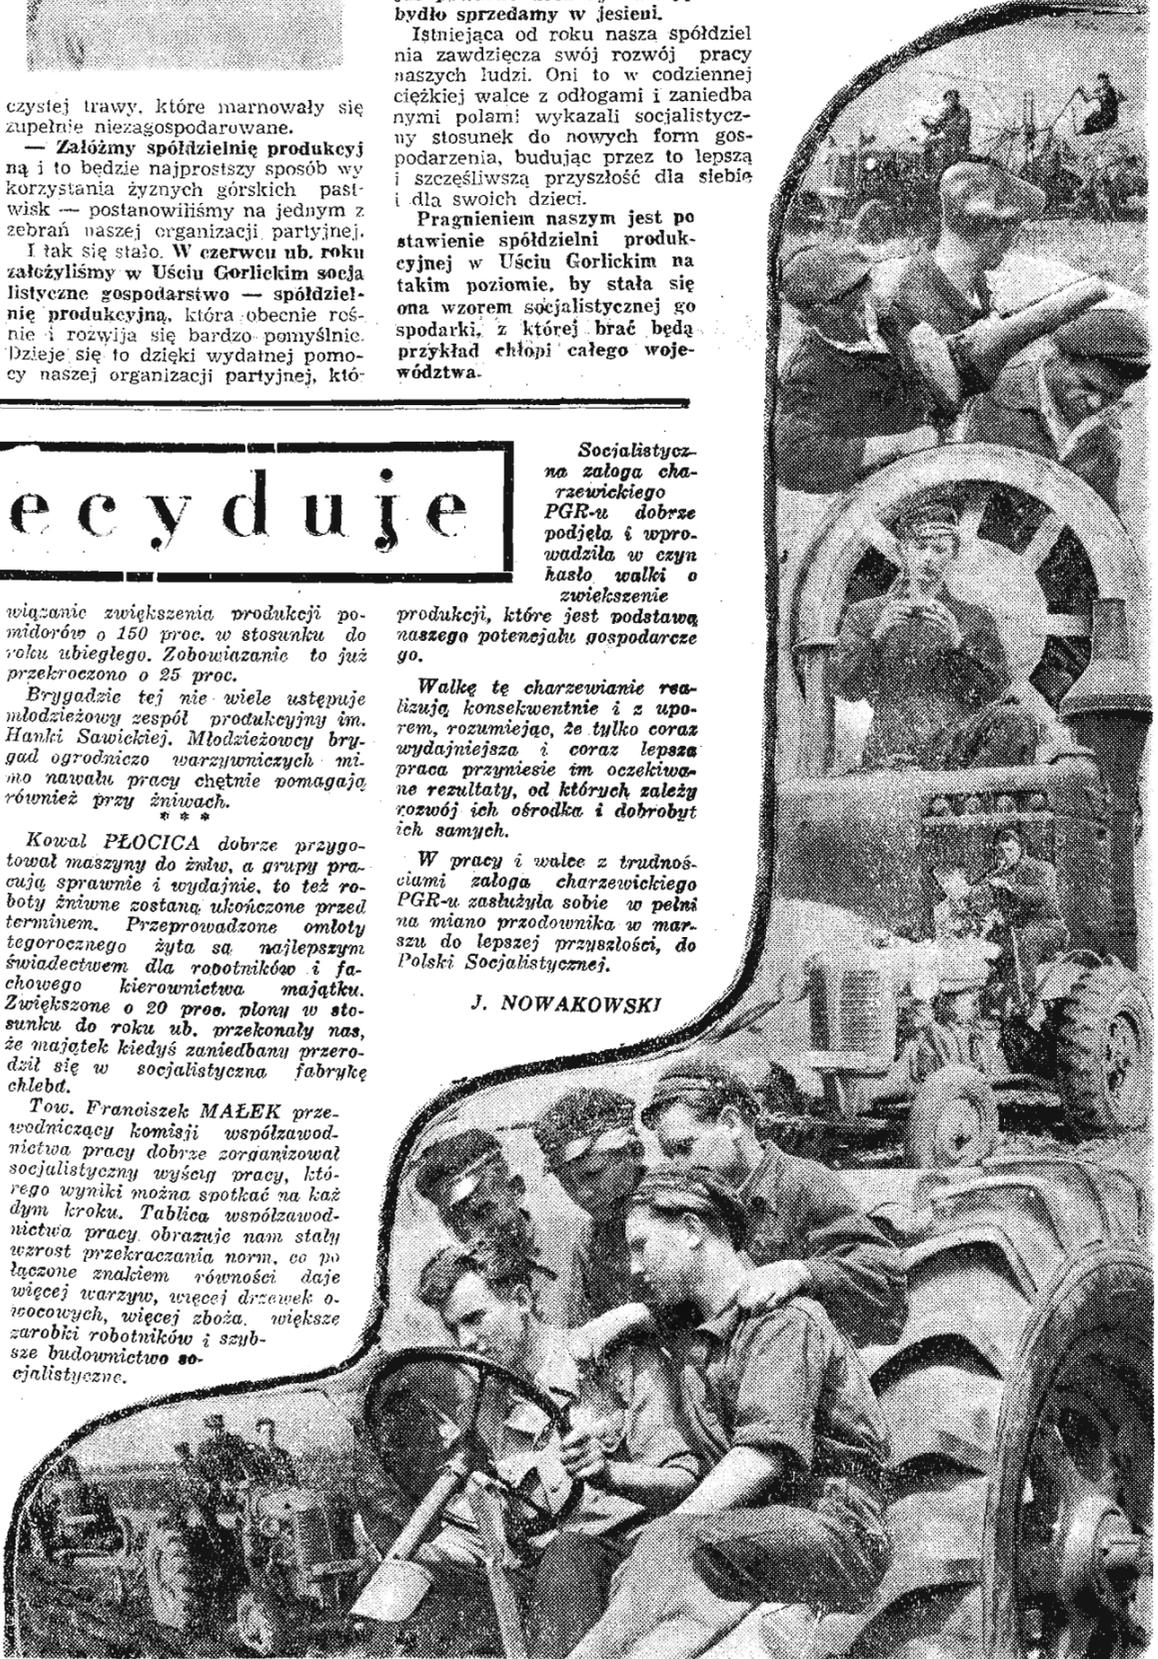 czystej trawy, które marnowały się
zupełnie niezagospodarowane.
— Załóżmy spółdzielnię produkcyj
ną i to będzie najprostszy sposób wy
korzystania żyznych górskich past-
wisk — postanowiliśmy na jednym z
zebrań naszej organizacji partyjnej.
I tak się stało. W czerwcu ub. roku
założyliśmy w Uściu Gorlickim socja
listyczne gospodarstwo — spółdziel-
nię produkcyjną, która obecnie roś-
nie i rozwija się bardzo pomyślnie.
Dzieje się to dzięki wydatnej pomo-
cy naszej organizacji partyjnej, któ-
bydło sprzedamy w jesieni.
Istniejąca od roku nasza spółdziel
nia zawdzięcza swój rozwój pracy
naszych ludzi. Oni to w codziennej
ciężkiej walce z odłogami i zaniedba
nymi polami wykazali socjalistycz-
ny stosunek do nowych form gos-
podarzenia, budując przez to lepszą
i szczęśliwszą przyszłość dla siebie
i dla swoich dzieci.
Pragnieniem naszym jest po
stawienie spółdzielni produk-
cyjnej w Uściu Gorlickim na
takim poziomie, by stała się
ona wzorem socjalistycznej go
spodarki, z której brać będą
przykład chłopi całego woje-
wództwa.
ecyduje
wiązanie zwiększenia produkcji po-
midorów o 150 proc. w stosunku do
roku ubiegłego. Zobowiazanie to już
przekroczono o 25 proc.
Brygadzie tej nie wiele ustępuje
młodzieżowy zespół produkcyjny im.
Hanki Sawickiej. Młodzieżowcy bry-
gad ogrodniczo warzywniczych mi-
mo nawału pracy chętnie pomagają
również przy żniwach.
* * *
Kowal PŁOCICA dobrze przygo-
tował maszyny do żniw, a grupy pra-
cują sprawnie i wydajnie, to też ro-
boty żniwne zostaną ukończone przed
terminem. Przeprowadzone omłoty
tegorocznego żyta są najlepszym
świadectwem dla robotników i fa-
chowego kierownictwa majątku.
Zwiększone o 20 proc. plony w sto-
sunku do roku ub. przekonały nas,
że majątek kiedyś zaniedbany przero-
dził się w socjalistyczna fabrykę
chleba.
Tow. Franciszek MAŁEK prze-
wodniczący komisji współzawod-
nictwa pracy dobrze zorganizował
socjalistyczny wyścig pracy, któ-
rego wyniki można spotkać na każ
dym kroku. Tablica współzawod-
nictwa pracy obrazuje nam stały
wzrost przekraczania norm, co po
łączone znakiem równości daje
więcej warzyw, więcej drzewek o-
wocowych, więcej zboża, większe
zarobki robotników i szyb-
sze budownictwo so-
cjalistyczne.
Socjalistycz-
na załoga cha-
rzewickiego
PGR-u dobrze
podjęła i wpro-
wadziła w czyn
hasło walki o
zwiększenie
produkcji, które jest podstawą
naszego potencjału gospodarcze
go.
Walkę tę charzewianie rea-
lizują konsekwentnie i z upo-
rem, rozumiejąc, że tylko coraz
wydajniejsza i coraz lepsza
praca przyniesie im oczekiwa-
ne rezultaty, od których zależy
rozwój ich ośrodka i dobrobyt
ich samych.
W pracy i walce z trudnoś-
ciami załoga charzewickiego
PGR-u zasłużyła sobie w pełni
na miano przodownika w mar-
szu do lepszej przyszłości, do
Polski Socjalistycznej.
J. NOWAKOWSKI